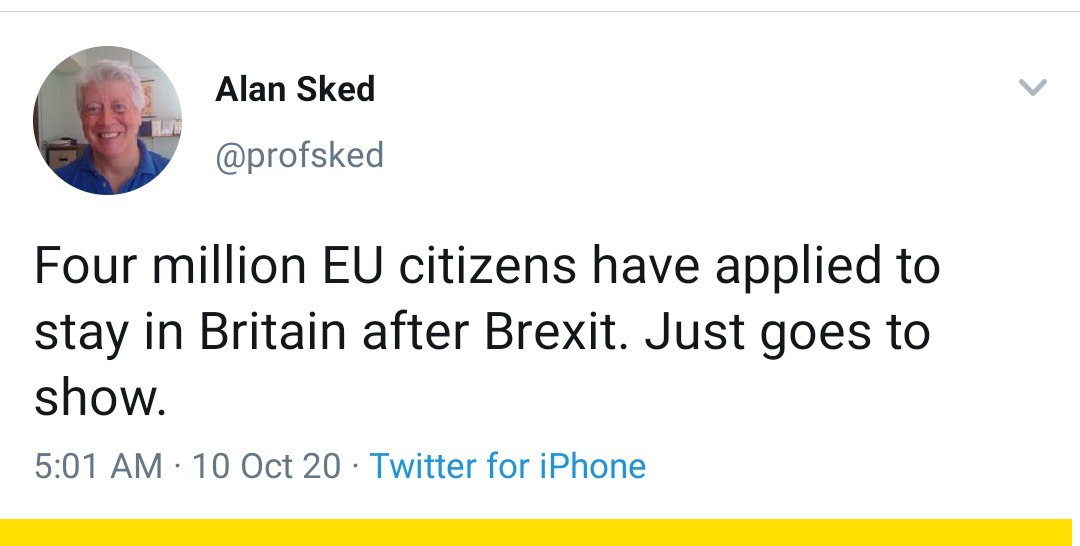 Alan Sked
@profsked
Four million EU citizens have applied to
stay in Britain after Brexit. Just goes to
show.
5:01 AM · 10 Oct 20 · Twitter for iPhone